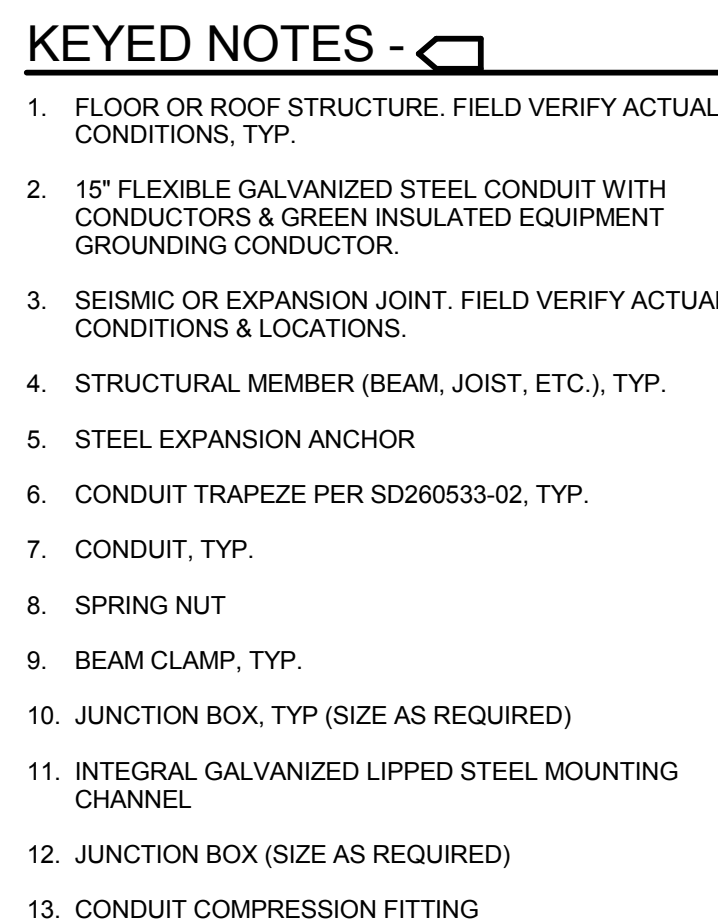 KEYED NOTES -
1. FLOOR OR ROOF STRUCTURE. FIELD VERIFY ACTUAL
CONDITIONS, TYP.
2. 15" FLEXIBLE GALVANIZED STEEL CONDUIT WITH
CONDUCTORS & GREEN INSULATED EQUIPMENT
GROUNDING CONDUCTOR.
3. SEISMIC OR EXPANSION JOINT. FIELD VERIFY ACTUAL
CONDITIONS & LOCATIONS.
4. STRUCTURAL MEMBER (BEAM, JOIST, ETC.), TYP.
5. STEEL EXPANSION ANCHOR
6. CONDUIT TRAPEZE PER SD260533-02, TYP.
7. CONDUIT, TYP.
8. SPRING NUT
9. BEAM CLAMP, TYP.
10. JUNCTION BOX, TYP (SIZE AS REQUIRED)
11. INTEGRAL GALVANIZED LIPPED STEEL MOUNTING
CHANNEL
12. JUNCTION BOX (SIZE AS REQUIRED)
13. CONDUIT COMPRESSION FITTING